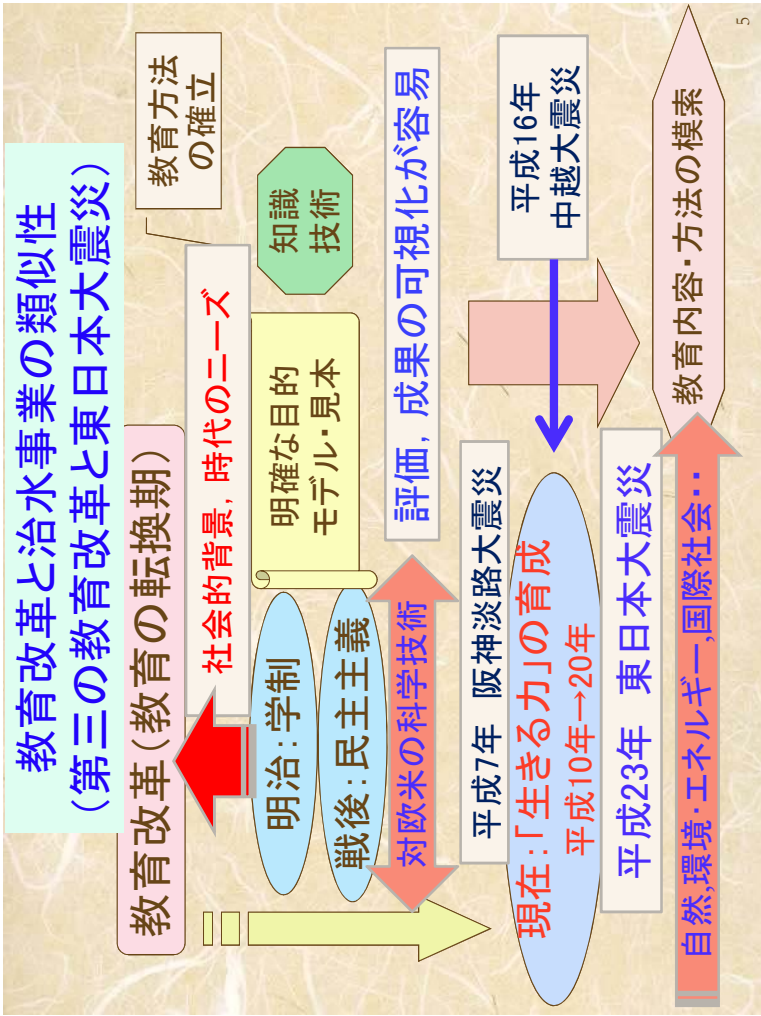 教育改革と治水事業の類似性
(第三の教育改革と東日本大震災)
教育改革(教育の転換期)
社会的背景，時代のニーズ
教育方法
の確立
明治：学制
戦後：民主主義
明確な目的
モデル・見本
知識
技術
対欧米の科学技術
評価，成果の可視化が容易
平成7年　阪神淡路大震災
平成16年
中越大震災
現在：「生きる力」の育成
平成10年→20年
平成23年　東日本大震災
自然,環境・エネルギー,国際社会・・
教育内容・方法の模索
5